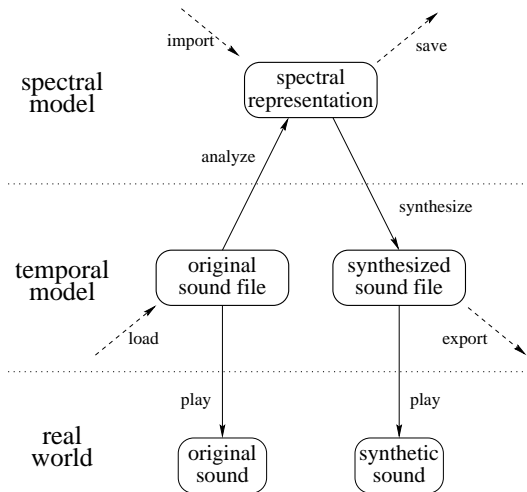 import
save
spectral
model
spectral
representation
analyze
synthesize
temporal
model
original
sound file
synthesized
sound file
load
export
play
play
real
world
original
sound
synthetic
sound